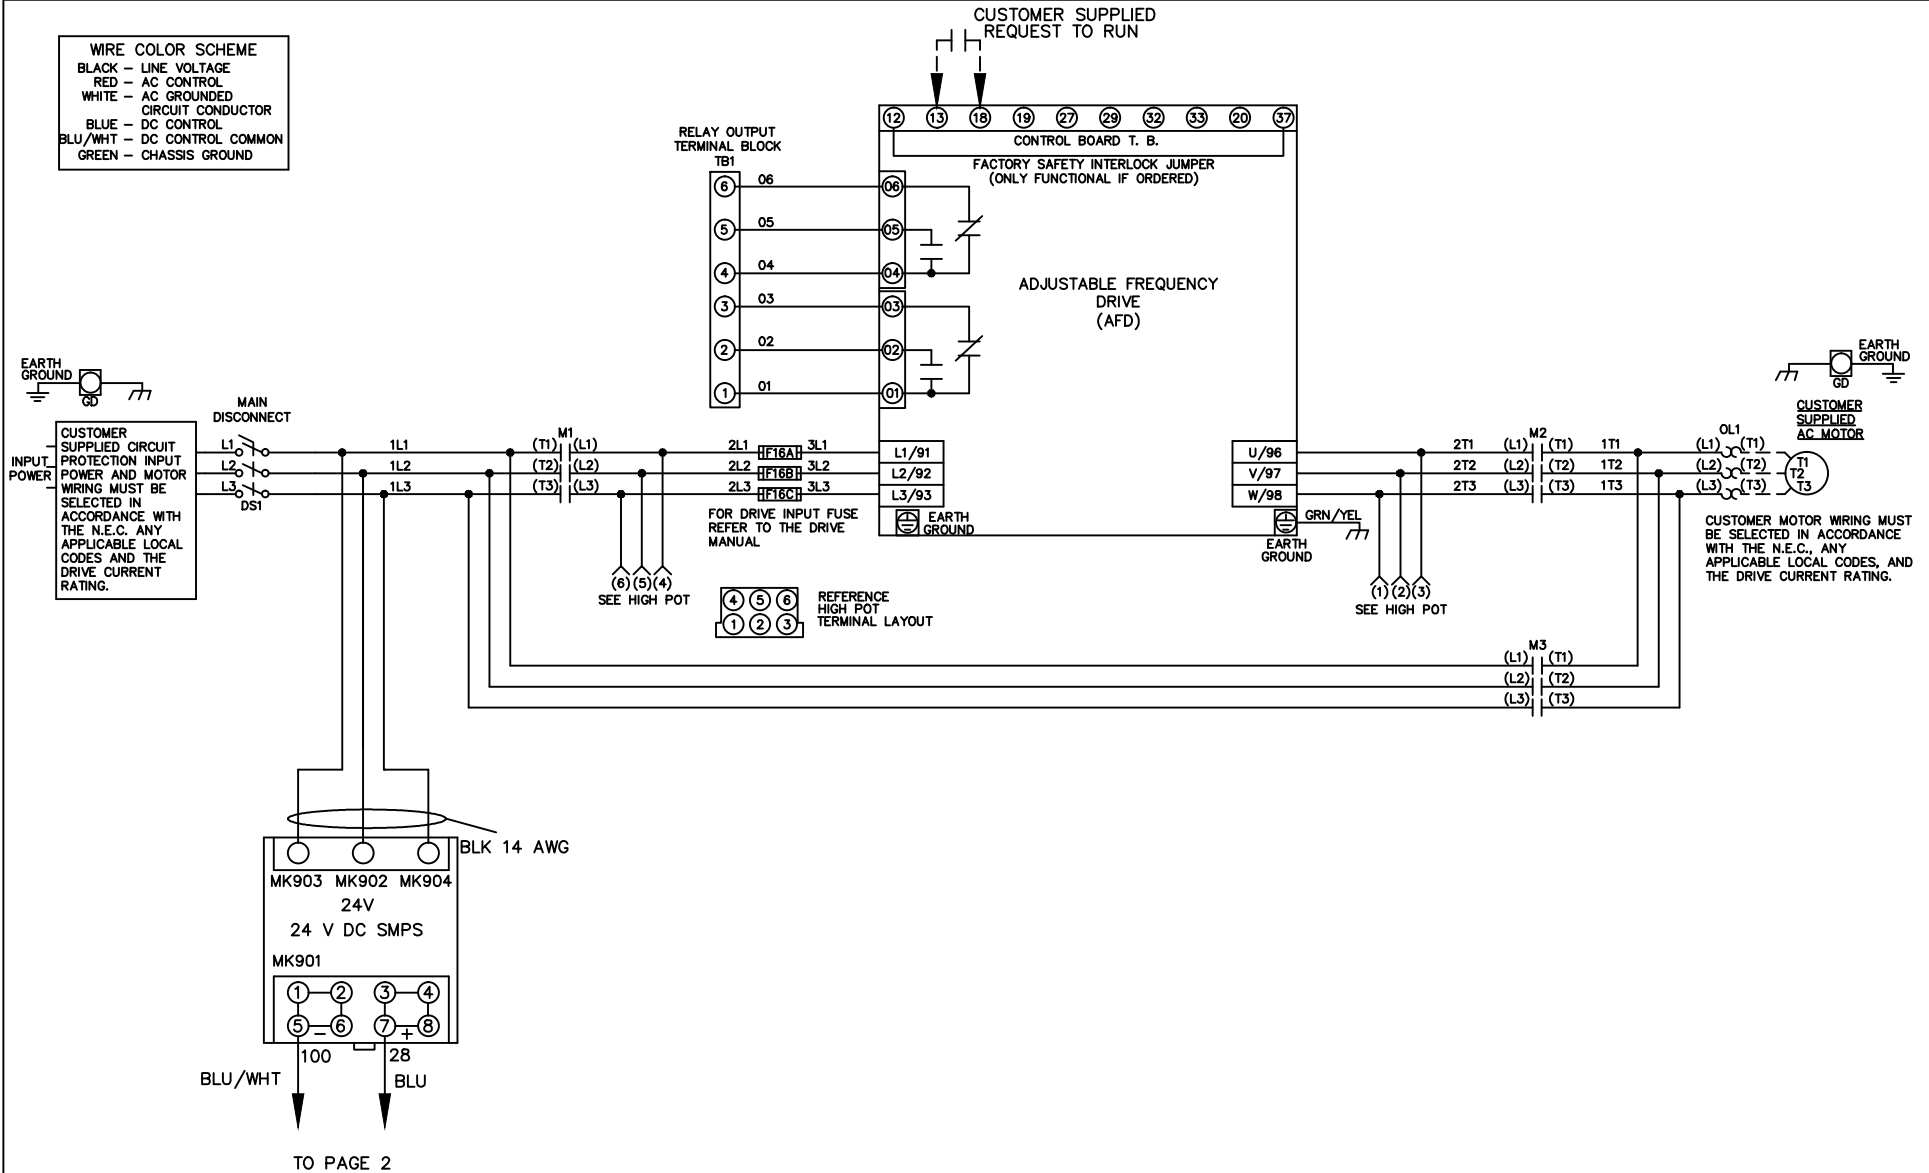 CUSTOMER SUPPLIED
REQUEST TO RUN
WIRE COLOR SCHEME
BLACK – LINE VOLTAGE
RED – AC CONTROL
WHITE – AC GROUNDED
CIRCUIT CONDUCTOR
BLUE – DC CONTROL
BLU/WHT – DC CONTROL COMMON
GREEN – CHASSIS GROUND
12 13 18 19 27 29 32 33 20 37
CONTROL BOARD T. B.
FACTORY SAFETY INTERLOCK JUMPER
(ONLY FUNCTIONAL IF ORDERED)
RELAY OUTPUT
TERMINAL BLOCK
TB1
6 06 06
5 05 05
4 04 04
3 03 03
2 02 02
1 01 01
ADJUSTABLE FREQUENCY
DRIVE
(AFD)
EARTH
GROUND
GD
MAIN
DISCONNECT
INPUT
POWER
CUSTOMER
SUPPLIED CIRCUIT
PROTECTION INPUT
POWER AND MOTOR
WIRING MUST BE
SELECTED IN
ACCORDANCE WITH
THE N.E.C. ANY
APPLICABLE LOCAL
CODES AND THE
DRIVE CURRENT
RATING.
L1
L2
L3
DS1
1L1
1L2
1L3
M1
(T1) (L1)
(T2) (L2)
(T3) (L3)
2L1 F16A 3L1
2L2 F16B 3L2
2L3 F16C 3L3
FOR DRIVE INPUT FUSE
REFER TO THE DRIVE
MANUAL
L1/91
L2/92
L3/93
EARTH
GROUND
U/96
V/97
W/98
GRN/YEL
EARTH
GROUND
(6) (5) (4)
SEE HIGH POT
4 5 6
1 2 3
REFERENCE
HIGH POT
TERMINAL LAYOUT
(1) (2) (3)
SEE HIGH POT
M2
2T1 (L1) (T1) 1T1
2T2 (L2) (T2) 1T2
2T3 (L3) (T3) 1T3
OL1
(L1) (T1)
(L2) (T2)
(L3) (T3)
T1
T2
T3
EARTH
GROUND
GD
CUSTOMER
SUPPLIED
AC MOTOR
CUSTOMER MOTOR WIRING MUST
BE SELECTED IN ACCORDANCE
WITH THE N.E.C., ANY
APPLICABLE LOCAL CODES, AND
THE DRIVE CURRENT RATING.
M3
(L1) (T1)
(L2) (T2)
(L3) (T3)
BLK 14 AWG
MK903 MK902 MK904
24V
24 V DC SMPS
MK901
1 2 3 4
5 – 6 7 + 8
100 28
BLU/WHT BLU
TO PAGE 2